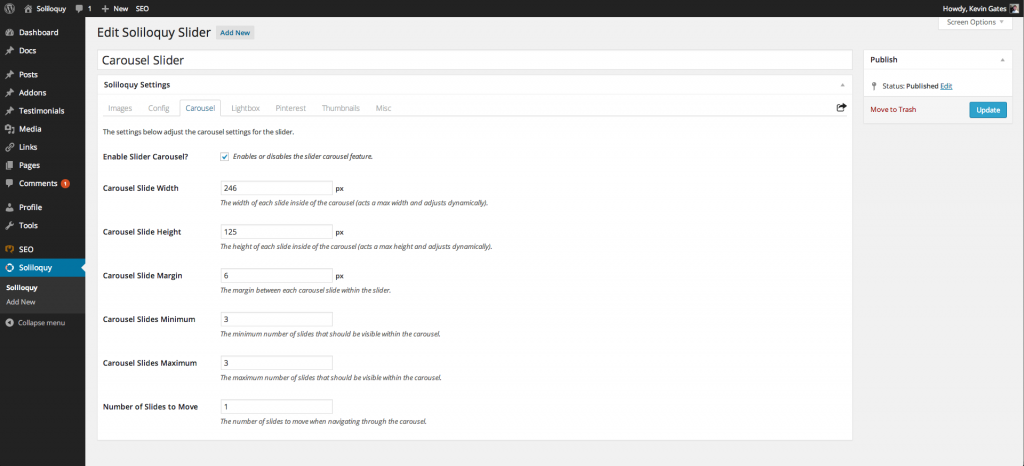 Soliloquy
1
New
SEO
Howdy, Kevin Gates
Screen Options
Dashboard
Docs
Posts
Addons
Testimonials
Media
Links
Pages
Comments 1
Profile
Tools
SEO
Soliloquy
Soliloquy
Add New
Collapse menu
Edit Soliloquy Slider Add New
Carousel Slider
Soliloquy Settings
Images Config Carousel Lightbox Pinterest Thumbnails Misc
The settings below adjust the carousel settings for the slider.
Enable Slider Carousel? Enables or disables the slider carousel feature.
Carousel Slide Width 246 px
The width of each slide inside of the carousel (acts a max width and adjusts dynamically).
Carousel Slide Height 125 px
The height of each slide inside of the carousel (acts a max height and adjusts dynamically).
Carousel Slide Margin 6 px
The margin between each carousel slide within the slider.
Carousel Slides Minimum 3
The minimum number of slides that should be visible within the carousel.
Carousel Slides Maximum 3
The maximum number of slides that should be visible within the carousel.
Number of Slides to Move 1
The number of slides to move when navigating through the carousel.
Publish
Status: Published Edit
Move to Trash Update